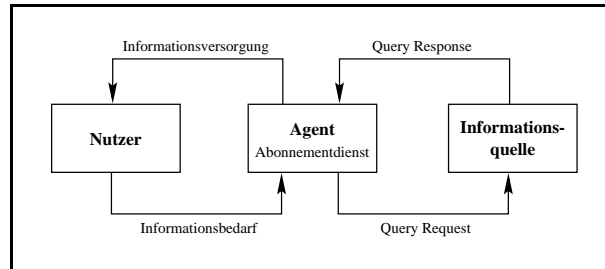 Informationsversorgung
Query Response
Nutzer
Agent
Abonnementdienst
Informations-
quelle
Informationsbedarf
Query Request